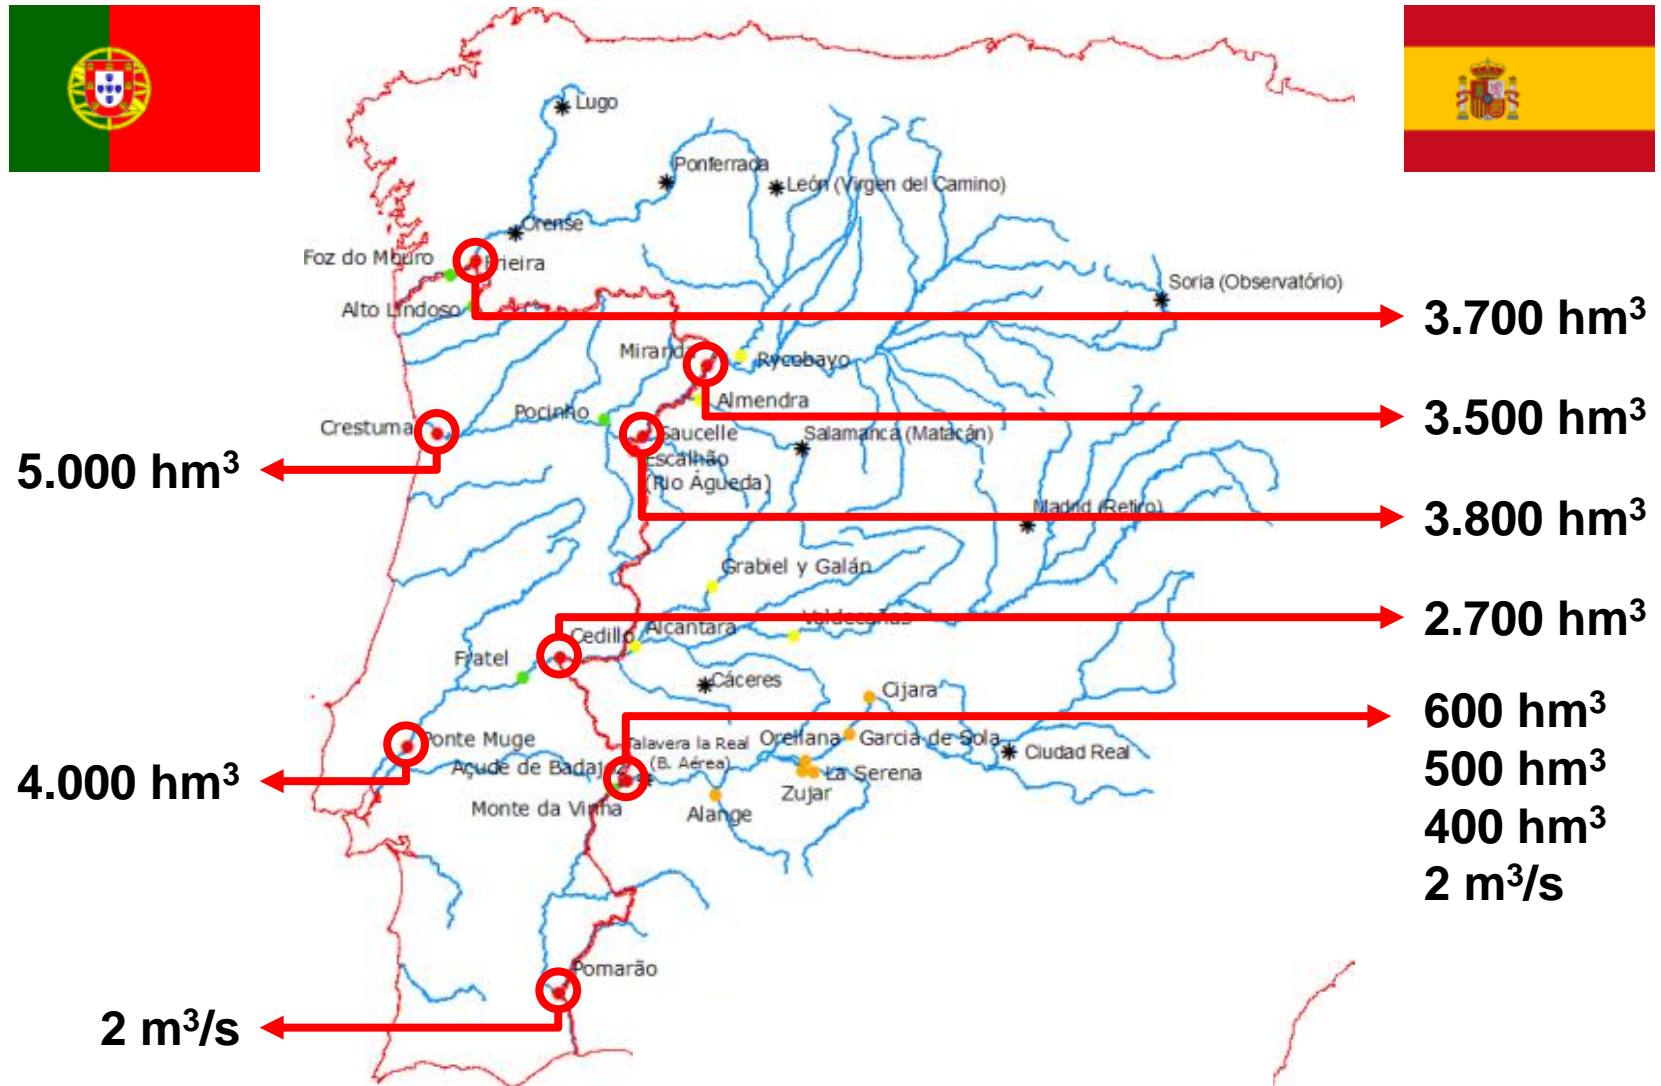 Lugo
Ponferrada
León (Virgen del Camino)
Orense
Foz do Mouro
Frieira
Soria (Observatório)
Alto Lindoso
3.700 hm³
Miranda
Rycobayo
Almendra
3.500 hm³
Pocinho
Crestuma
Saucelle
Salamanca (Matacán)
Escalhão
(Rio Águeda)
5.000 hm³
Madrid (Retiro)
3.800 hm³
Grabiel y Galán
Valdecañas
2.700 hm³
Cedillo
Alcantara
Fratel
Cáceres
Cijara
600 hm³
Ponte Muge
Talavera la Real
(B. Aérea)
Orellana
Garcia de Sola
Ciudad Real
Açude de Badajoz
La Serena
500 hm³
4.000 hm³
Zujar
Monte da Vinha
Alange
400 hm³
2 m³/s
Pomarão
2 m³/s